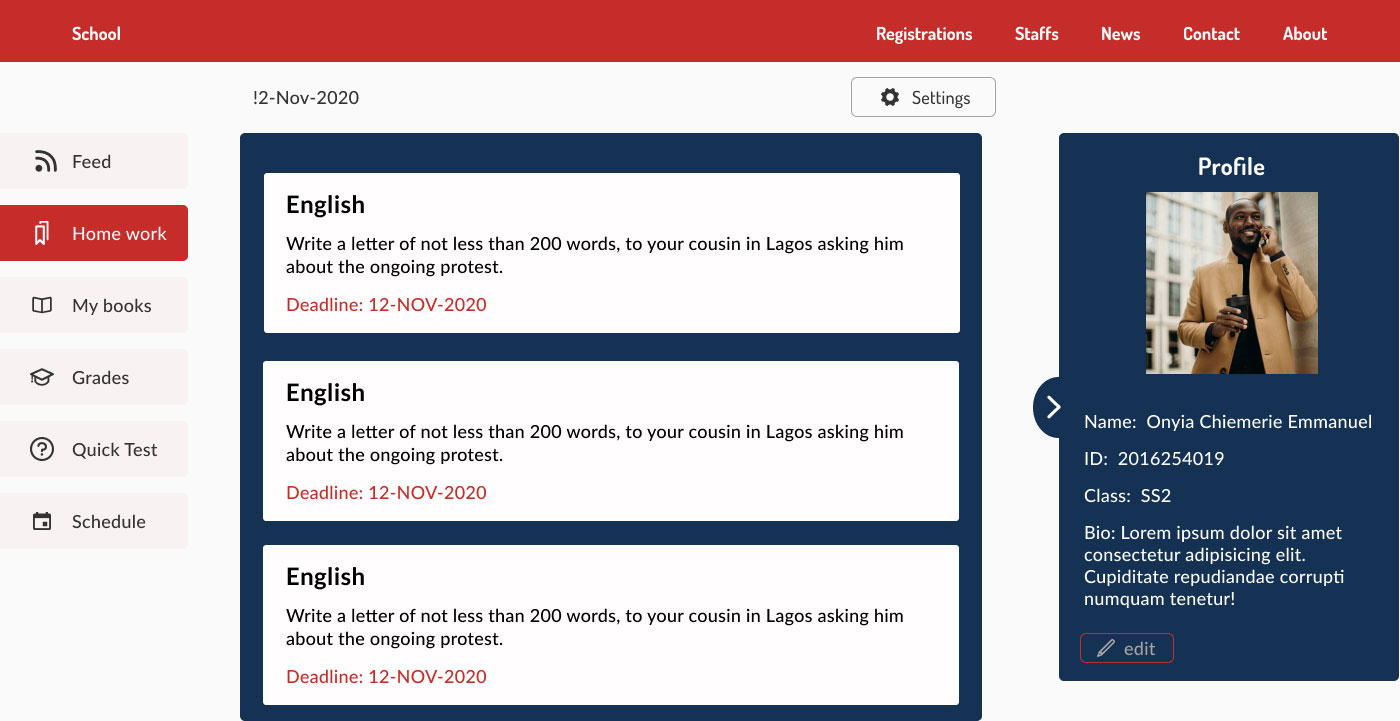 School
Registrations
Staffs
News
Contact
About
!2-Nov-2020
Settings
Feed
Home work
My books
Grades
Quick Test
Schedule
English
Write a letter of not less than 200 words, to your cousin in Lagos asking him
about the ongoing protest.
Deadline: 12-NOV-2020
English
Write a letter of not less than 200 words, to your cousin in Lagos asking him
about the ongoing protest.
Deadline: 12-NOV-2020
English
Write a letter of not less than 200 words, to your cousin in Lagos asking him
about the ongoing protest.
Deadline: 12-NOV-2020
Profile
Name: Onyia Chiemerie Emmanuel
ID: 2016254019
Class: SS2
Bio: Lorem ipsum dolor sit amet
consectetur adipisicing elit.
Cupiditate repudiandae corrupti
numquam tenetur!
edit